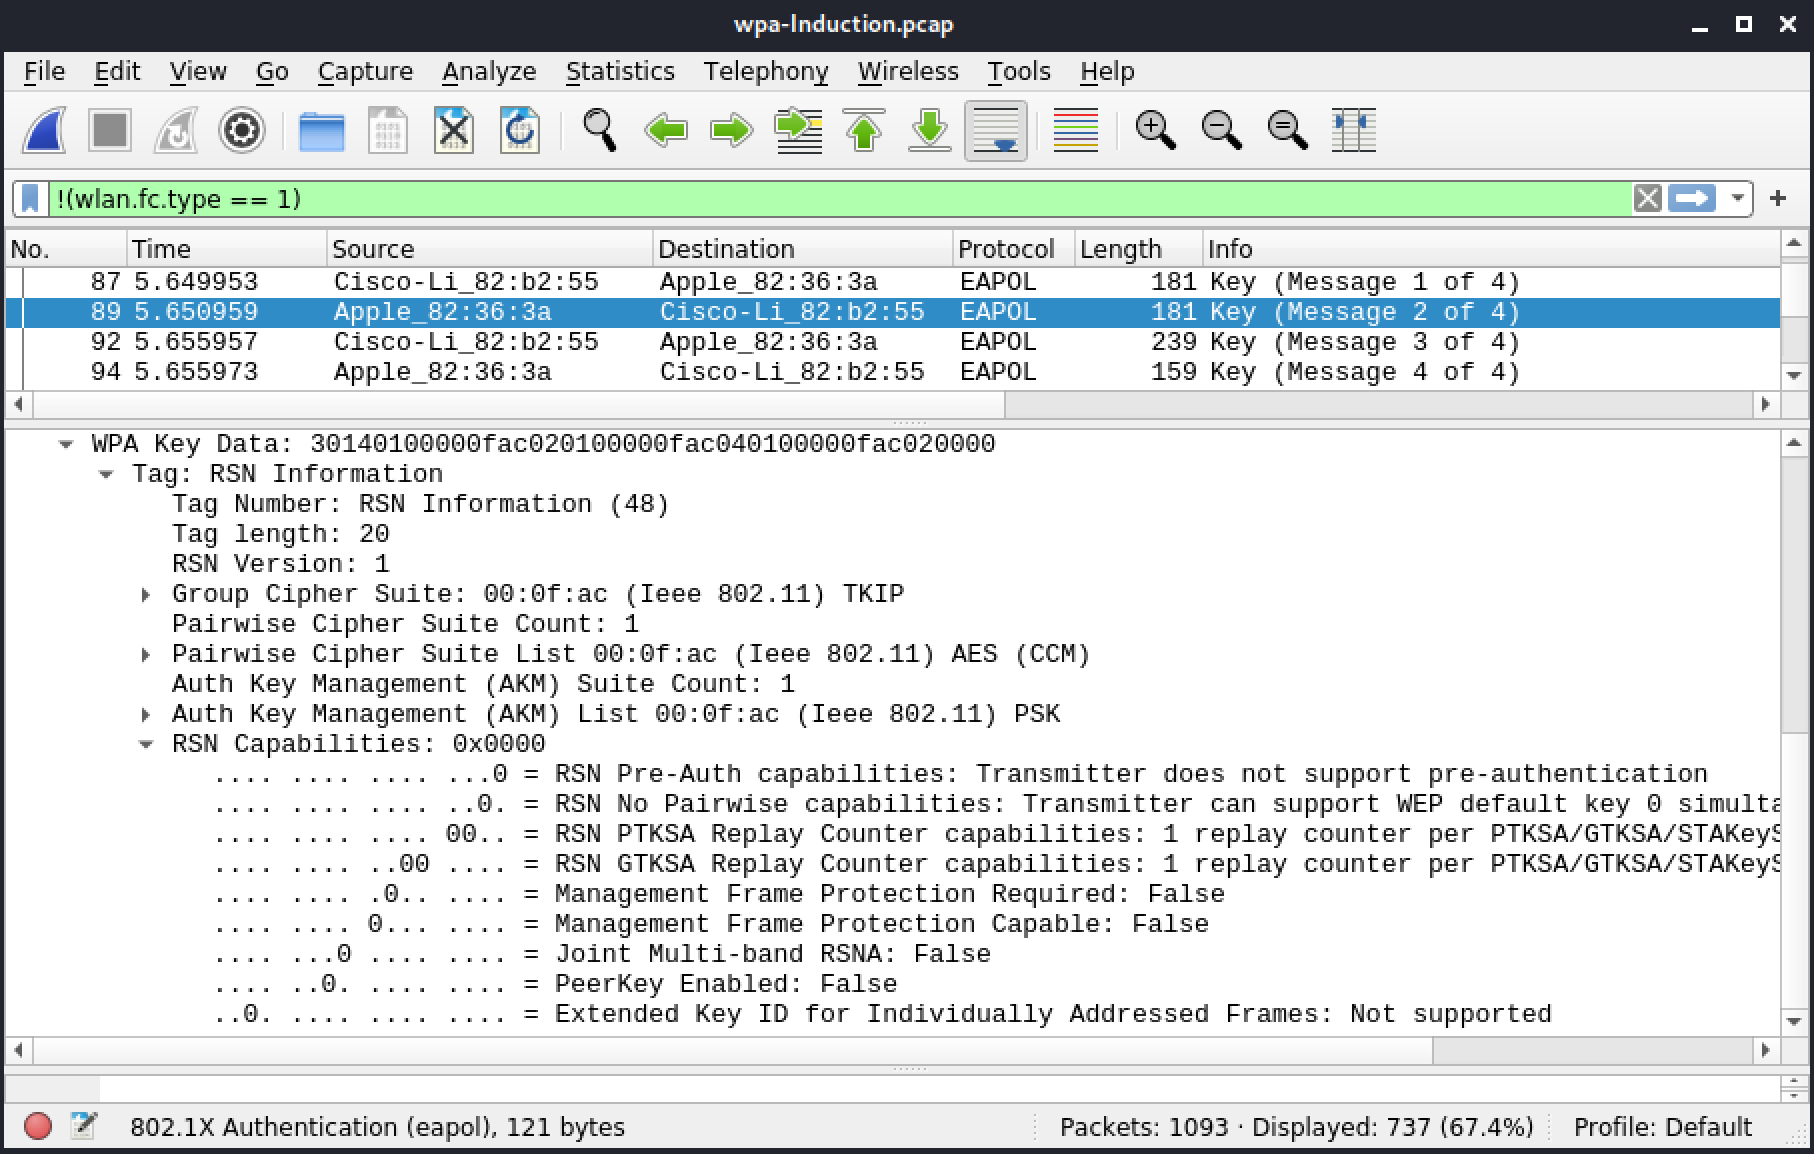 wpa-Induction.pcap
File Edit View Go Capture Analyze Statistics Telephony Wireless Tools Help
!(wlan.fc.type == 1)
No. Time Source Destination Protocol Length Info
87 5.649953 Cisco-Li_82:b2:55 Apple_82:36:3a EAPOL 181 Key (Message 1 of 4)
89 5.650959 Apple_82:36:3a Cisco-Li_82:b2:55 EAPOL 181 Key (Message 2 of 4)
92 5.655957 Cisco-Li_82:b2:55 Apple_82:36:3a EAPOL 239 Key (Message 3 of 4)
94 5.655973 Apple_82:36:3a Cisco-Li_82:b2:55 EAPOL 159 Key (Message 4 of 4)
WPA Key Data: 30140100000fac020100000fac040100000fac020000
Tag: RSN Information
Tag Number: RSN Information (48)
Tag length: 20
RSN Version: 1
Group Cipher Suite: 00:0f:ac (Ieee 802.11) TKIP
Pairwise Cipher Suite Count: 1
Pairwise Cipher Suite List 00:0f:ac (Ieee 802.11) AES (CCM)
Auth Key Management (AKM) Suite Count: 1
Auth Key Management (AKM) List 00:0f:ac (Ieee 802.11) PSK
RSN Capabilities: 0x0000
.... .... .... ...0 = RSN Pre-Auth capabilities: Transmitter does not support pre-authentication
.... .... .... ..0. = RSN No Pairwise capabilities: Transmitter can support WEP default key 0 simulta
.... .... .... 00.. = RSN PTKSA Replay Counter capabilities: 1 replay counter per PTKSA/GTKSA/STAKeyS
.... .... ..00 .... = RSN GTKSA Replay Counter capabilities: 1 replay counter per PTKSA/GTKSA/STAKeyS
.... .... .0.. .... = Management Frame Protection Required: False
.... .... 0... .... = Management Frame Protection Capable: False
.... ...0 .... .... = Joint Multi-band RSNA: False
.... ..0. .... .... = PeerKey Enabled: False
..0. .... .... .... = Extended Key ID for Individually Addressed Frames: Not supported
802.1X Authentication (eapol), 121 bytes Packets: 1093 · Displayed: 737 (67.4%) Profile: Default